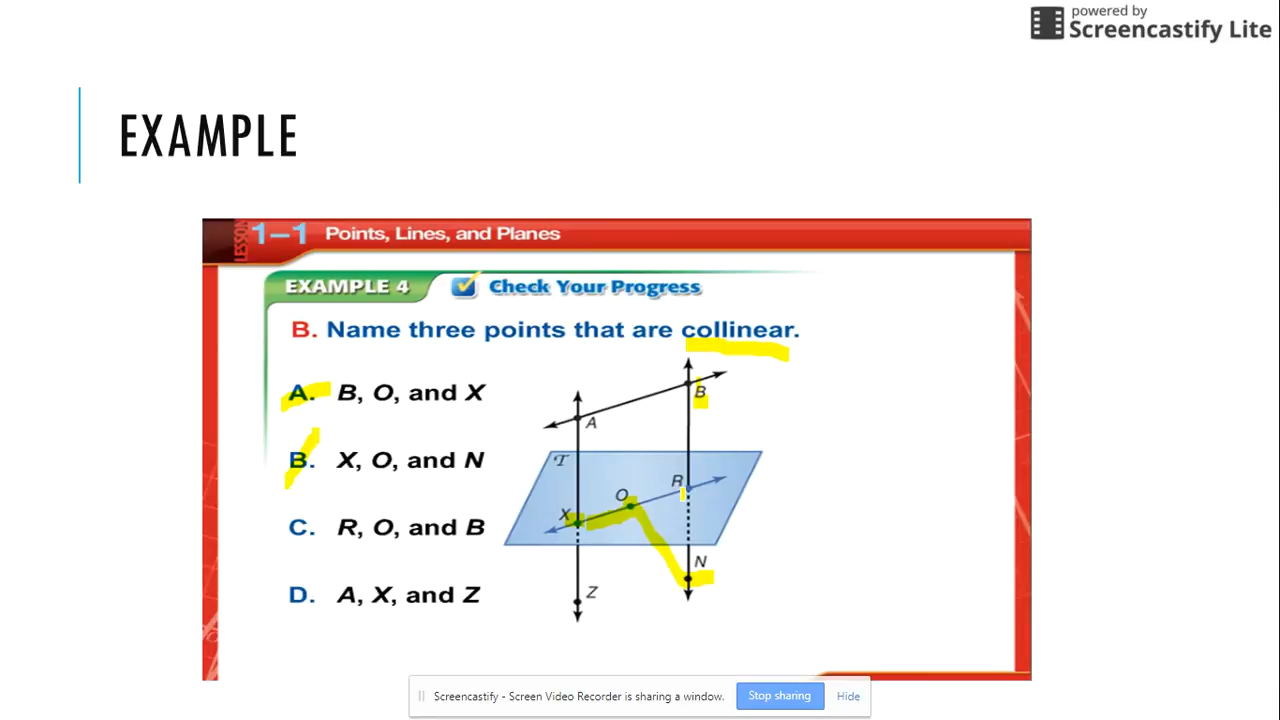 powered by
Screencastify Lite
EXAMPLE
LESSON 1–1 Points, Lines, and Planes
EXAMPLE 4 Check Your Progress
B. Name three points that are collinear.
A. B, O, and X
B. X, O, and N
C. R, O, and B
D. A, X, and Z
B
A
T
R
O
X
N
Z
Screencastify - Screen Video Recorder is sharing a window. Stop sharing Hide